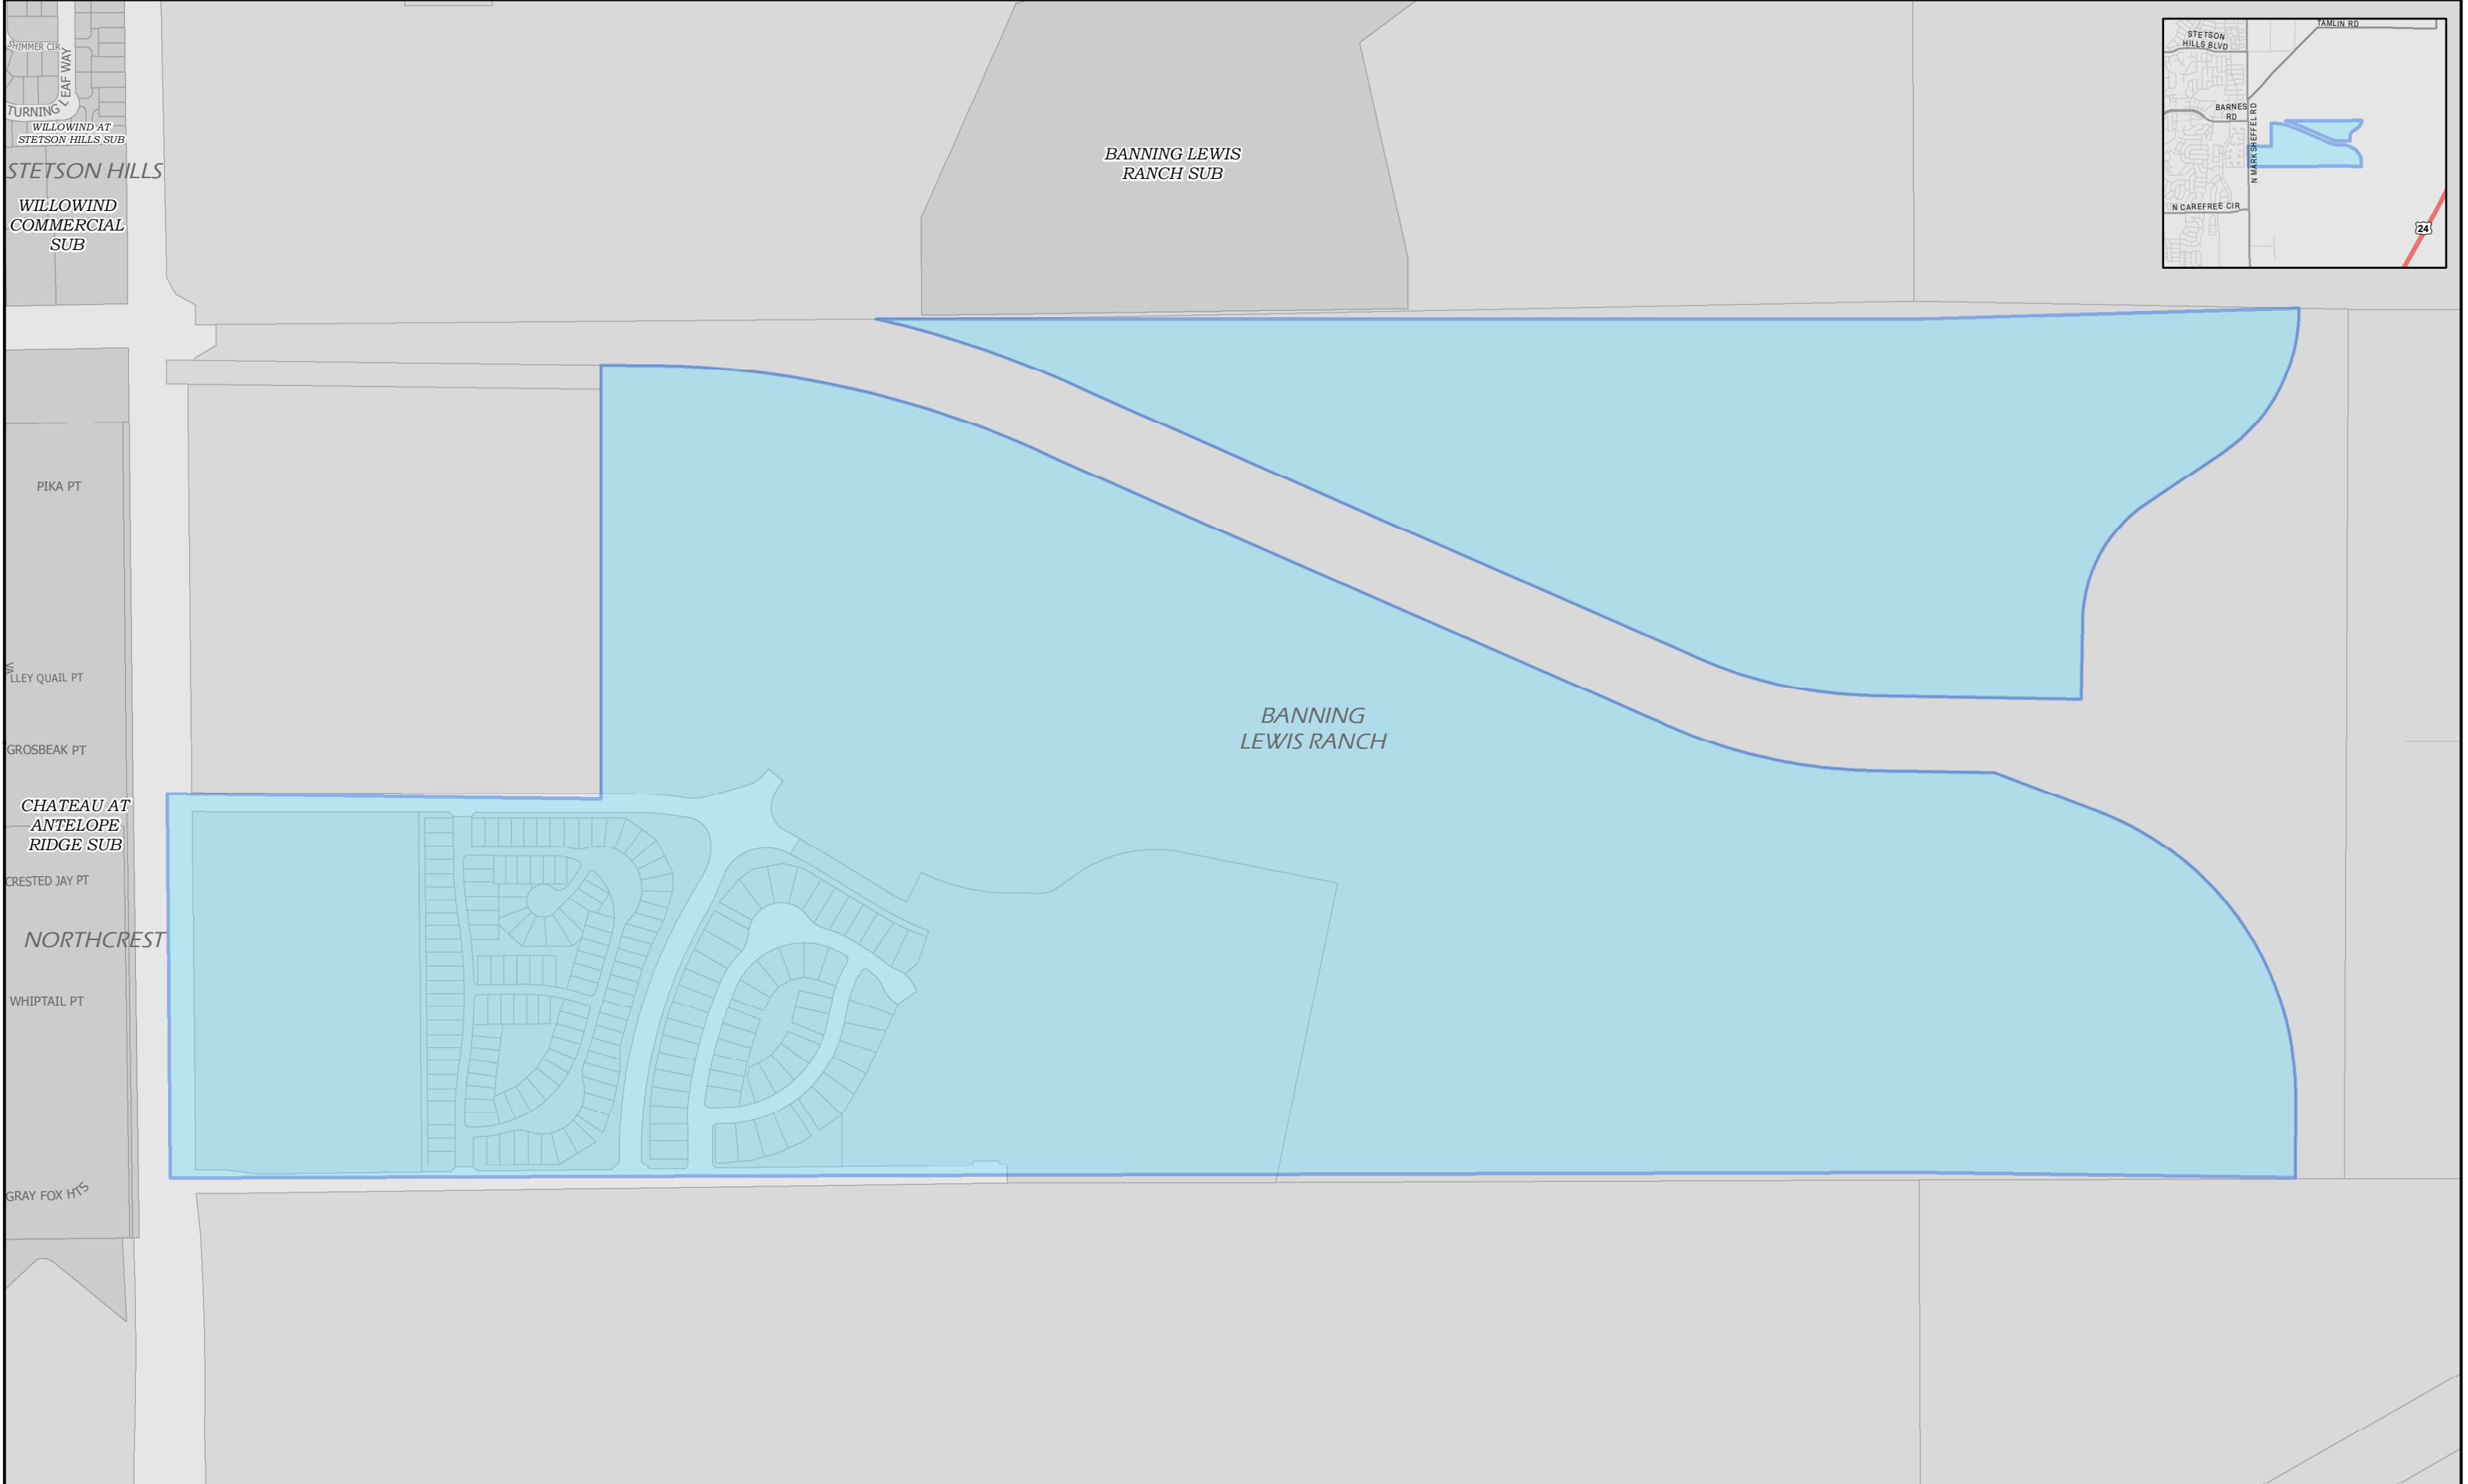 SHIMMER CIR
LEAF WAY
TURNING
WILLOWIND AT
STETSON HILLS SUB
STETSON HILLS
WILLOWIND
COMMERCIAL
SUB
BANNING LEWIS
RANCH SUB
TAMLIN RD
STETSON
HILLS BLVD
BARNES
RD
N MARKSHEFFEL RD
N CAREFREE CIR
24
PIKA PT
VA
LLEY QUAIL PT
GROSBEAK PT
BANNING
LEWIS RANCH
CHATEAU AT
ANTELOPE
RIDGE SUB
CRESTED JAY PT
NORTHCREST
WHIPTAIL PT
GRAY FOX HTS